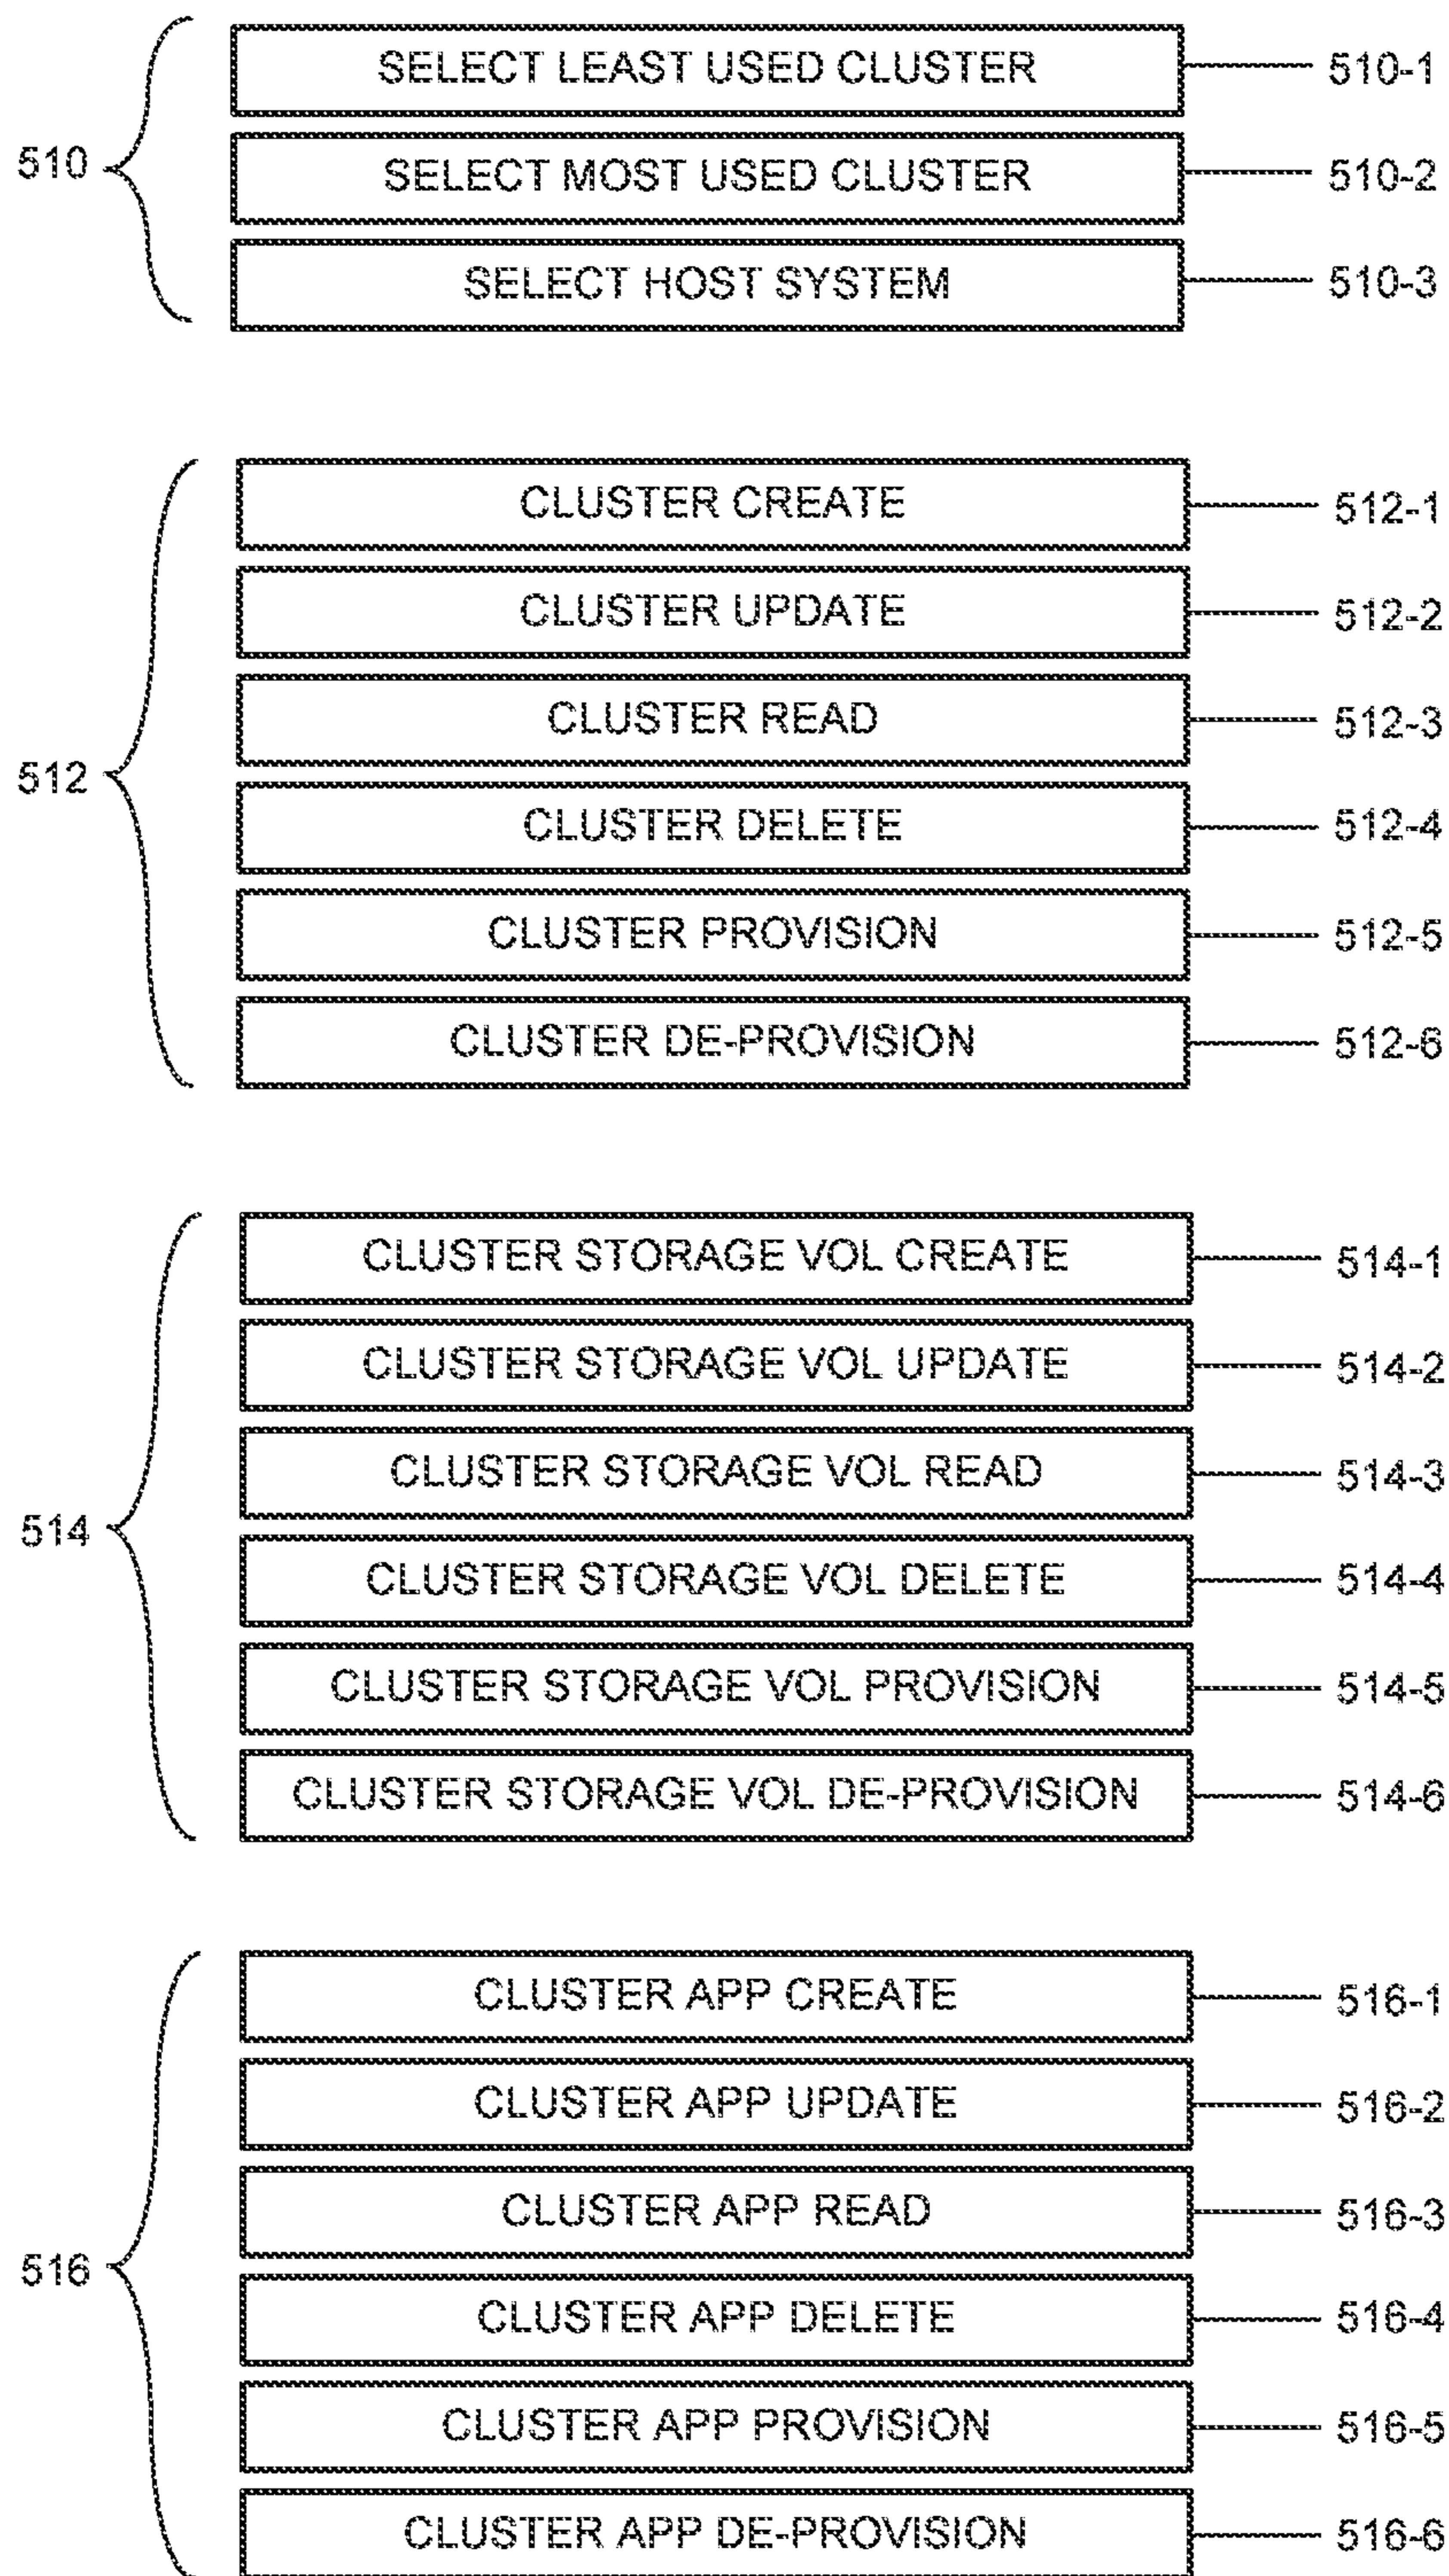 SELECT LEAST USED CLUSTER 510-1
510 SELECT MOST USED CLUSTER 510-2
SELECT HOST SYSTEM 510-3
CLUSTER CREATE 512-1
CLUSTER UPDATE 512-2
CLUSTER READ 512-3
512
CLUSTER DELETE 512-4
CLUSTER PROVISION 512-5
CLUSTER DE-PROVISION 512-6
CLUSTER STORAGE VOL CREATE 514-1
CLUSTER STORAGE VOL UPDATE 514-2
CLUSTER STORAGE VOL READ 514-3
514
CLUSTER STORAGE VOL DELETE 514-4
CLUSTER STORAGE VOL PROVISION 514-5
CLUSTER STORAGE VOL DE-PROVISION 514-6
CLUSTER APP CREATE 516-1
CLUSTER APP UPDATE 516-2
CLUSTER APP READ 516-3
516
CLUSTER APP DELETE 516-4
CLUSTER APP PROVISION 516-5
CLUSTER APP DE-PROVISION 516-6